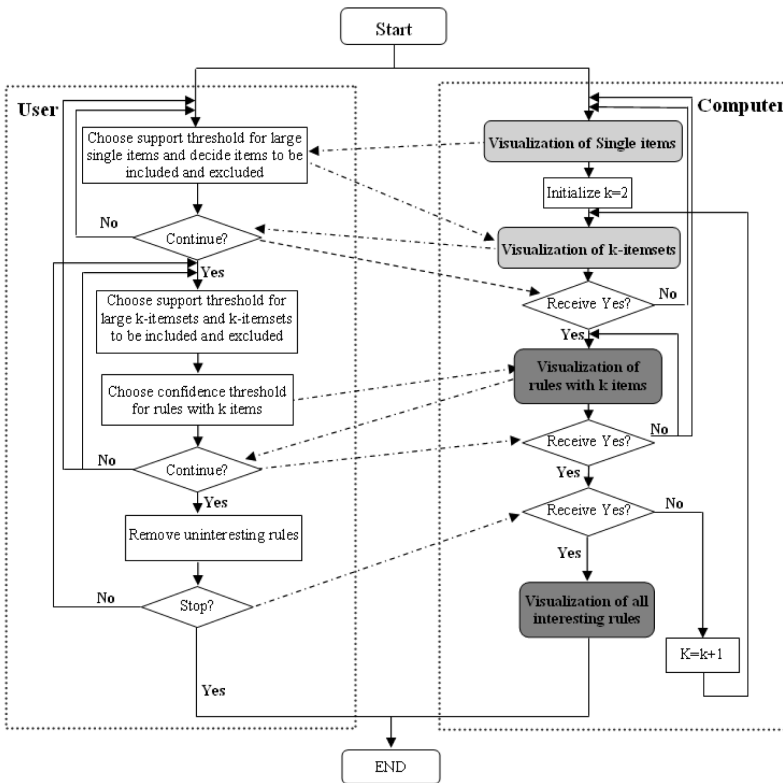 Start
User
Choose support threshold for large
single items and decide items to be
included and excluded
No
Continue?
Yes
Choose support threshold for
large k-itemsets and k-itemsets
to be included and excluded
Choose confidence threshold
for rules with k items
No
Continue?
Yes
Remove uninteresting rules
No
Stop?
Yes
Computer
Visualization of Single items
Initialize k=2
Visualization of k-itemsets
Receive Yes?
No
Yes
Visualization of
rules with k items
No
Receive Yes?
Yes
Receive Yes?
No
Yes
Visualization of all
interesting rules
K=k+1
END